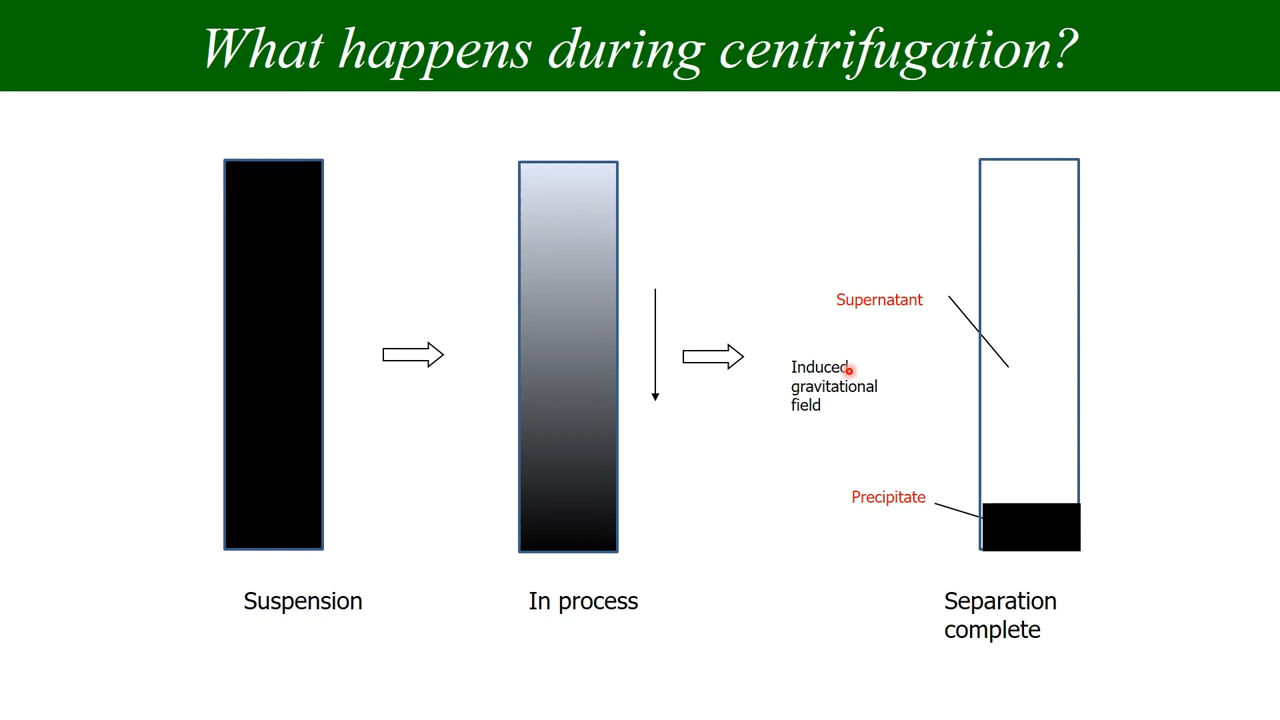 What happens during centrifugation?
Supernatant
Induced
gravitational
field
Precipitate
Suspension
In process
Separation
complete